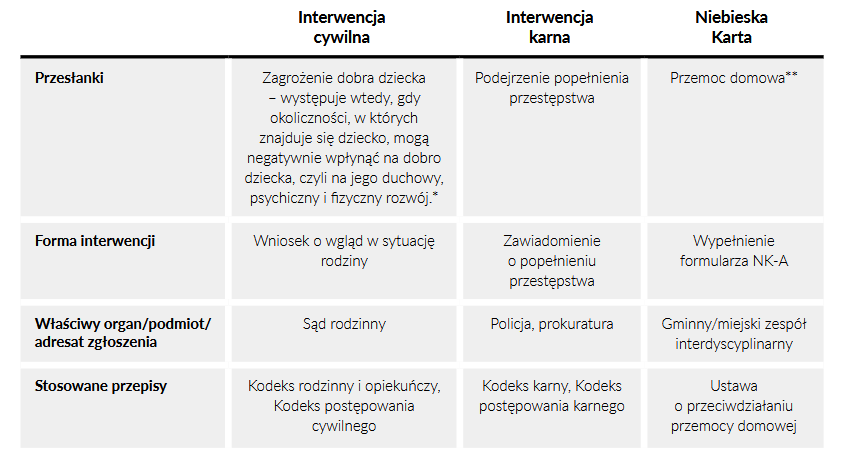 Interwencja
cywilna
Interwencja
karna
Niebieska
Karta
Przesłanki
Zagrożenie dobra dziecka
– występuje wtedy, gdy
okoliczności, w których
znajduje się dziecko, mogą
negatywnie wpłynąć na dobro
dziecka, czyli na jego duchowy,
psychiczny i fizyczny rozwój.*
Podejrzenie popełnienia
przestępstwa
Przemoc domowa**
Forma interwencji
Wniosek o wgląd w sytuację
rodziny
Zawiadomienie
o popełnieniu
przestępstwa
Wypełnienie
formularza NK-A
Właściwy organ/podmiot/
adresat zgłoszenia
Sąd rodzinny
Policja, prokuratura
Gminny/miejski zespół
interdyscyplinarny
Stosowane przepisy
Kodeks rodzinny i opiekuńczy,
Kodeks postępowania
cywilnego
Kodeks karny, Kodeks
postępowania karnego
Ustawa
o przeciwdziałaniu
przemocy domowej